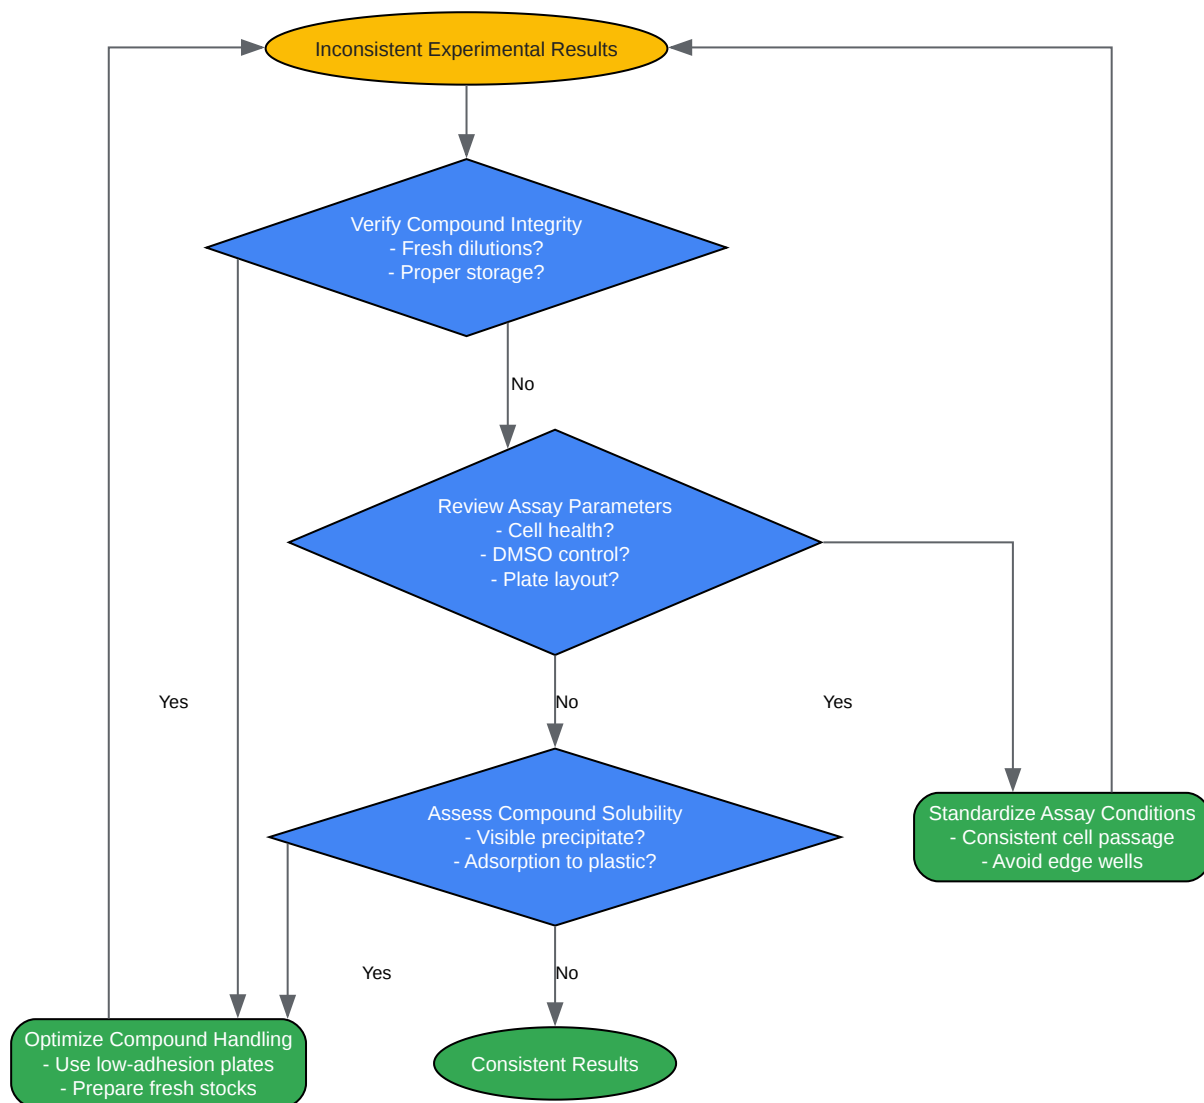 Inconsistent Experimental Results
Verify Compound Integrity
- Fresh dilutions?
- Proper storage?
No
Review Assay Parameters
- Cell health?
- DMSO control?
- Plate layout?
Yes
No
Yes
Assess Compound Solubility
- Visible precipitate?
- Adsorption to plastic?
Standardize Assay Conditions
- Consistent cell passage
- Avoid edge wells
Yes
No
Optimize Compound Handling
- Use low-adhesion plates
- Prepare fresh stocks
Consistent Results